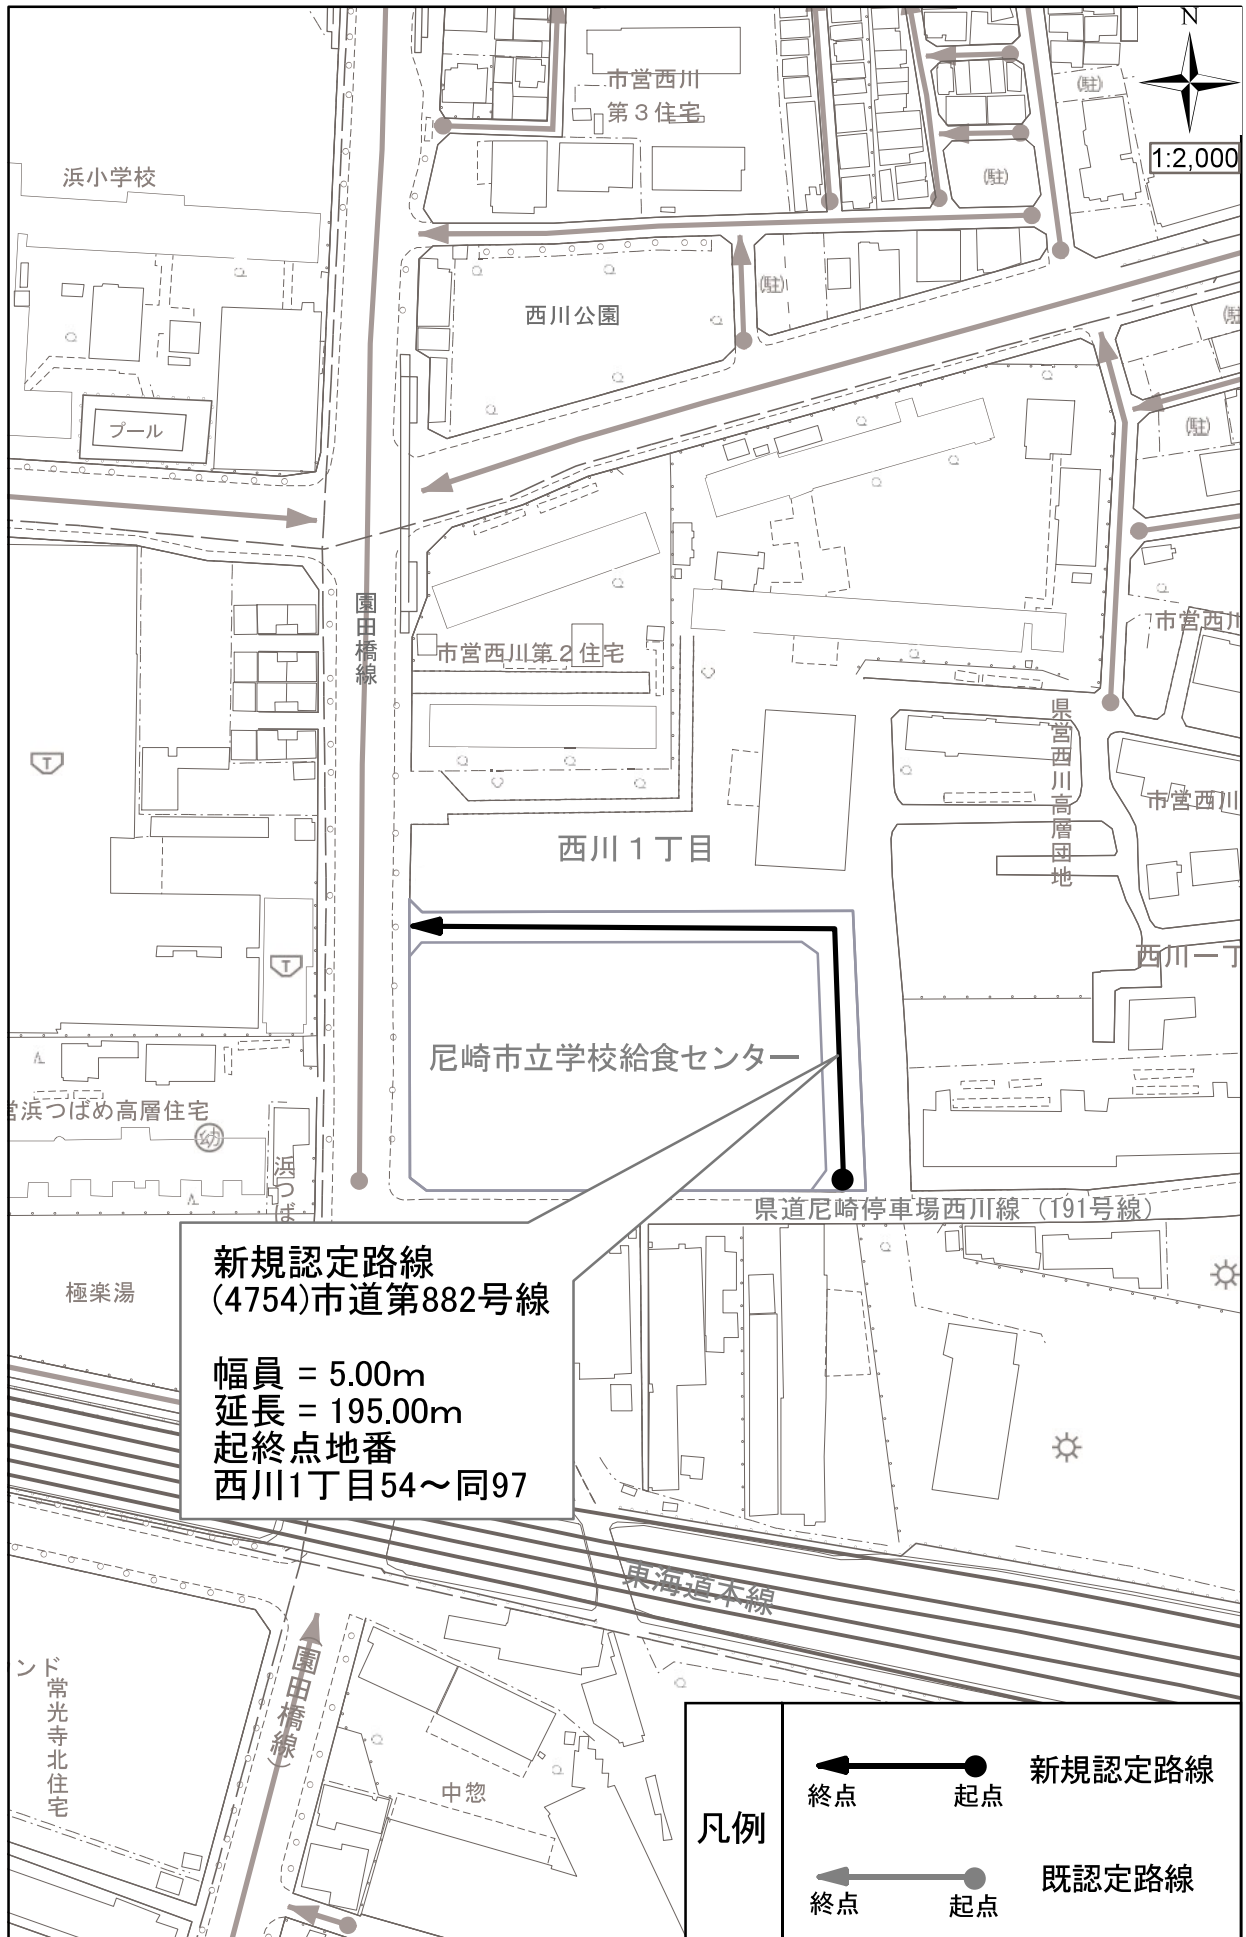 N
1:2,000
市営西川
第3住宅
(駐)
浜小学校
(駐)
(駐)
西川公園
(駐)
プール
(駐)
園田橋線
市営西川第2住宅
市営西川
県営西川高層団地
市営西川
西川1丁目
西川一丁
尼崎市立学校給食センター
営浜つばめ高層住宅
幼
浜つば
県道尼崎停車場西川線(191号線)
新規認定路線
(4754)市道第882号線
幅員 = 5.00m
延長 = 195.00m
起終点地番
西川1丁目54~同97
極楽湯
東海道本線
ンド
常光寺北住宅
(園田橋線)
中惣
凡例
終点
起点
新規認定路線
終点
起点
既認定路線